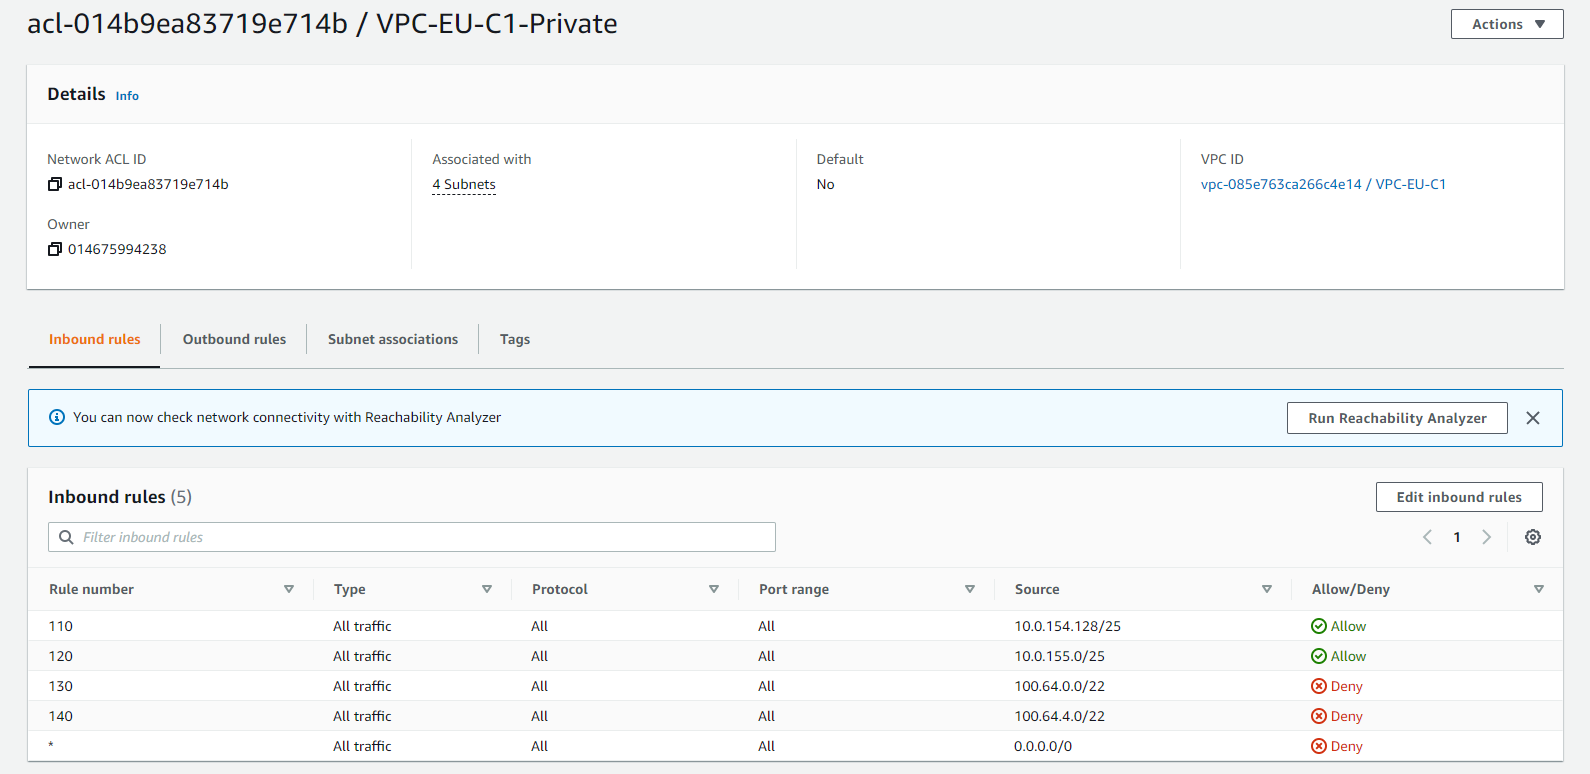 acl-014b9ea83719e714b / VPC-EU-C1-Private
Actions
Details Info
Network ACL ID
acl-014b9ea83719e714b
Associated with
4 Subnets
Default
No
VPC ID
vpc-085e763ca266c4e14 / VPC-EU-C1
Owner
014675994238
Inbound rules Outbound rules Subnet associations Tags
You can now check network connectivity with Reachability Analyzer
Run Reachability Analyzer
Inbound rules (5)
Edit inbound rules
Filter inbound rules
1
Rule number Type Protocol Port range Source Allow/Deny
110 All traffic All All 10.0.154.128/25 Allow
120 All traffic All All 10.0.155.0/25 Allow
130 All traffic All All 100.64.0.0/22 Deny
140 All traffic All All 100.64.4.0/22 Deny
* All traffic All All 0.0.0.0/0 Deny